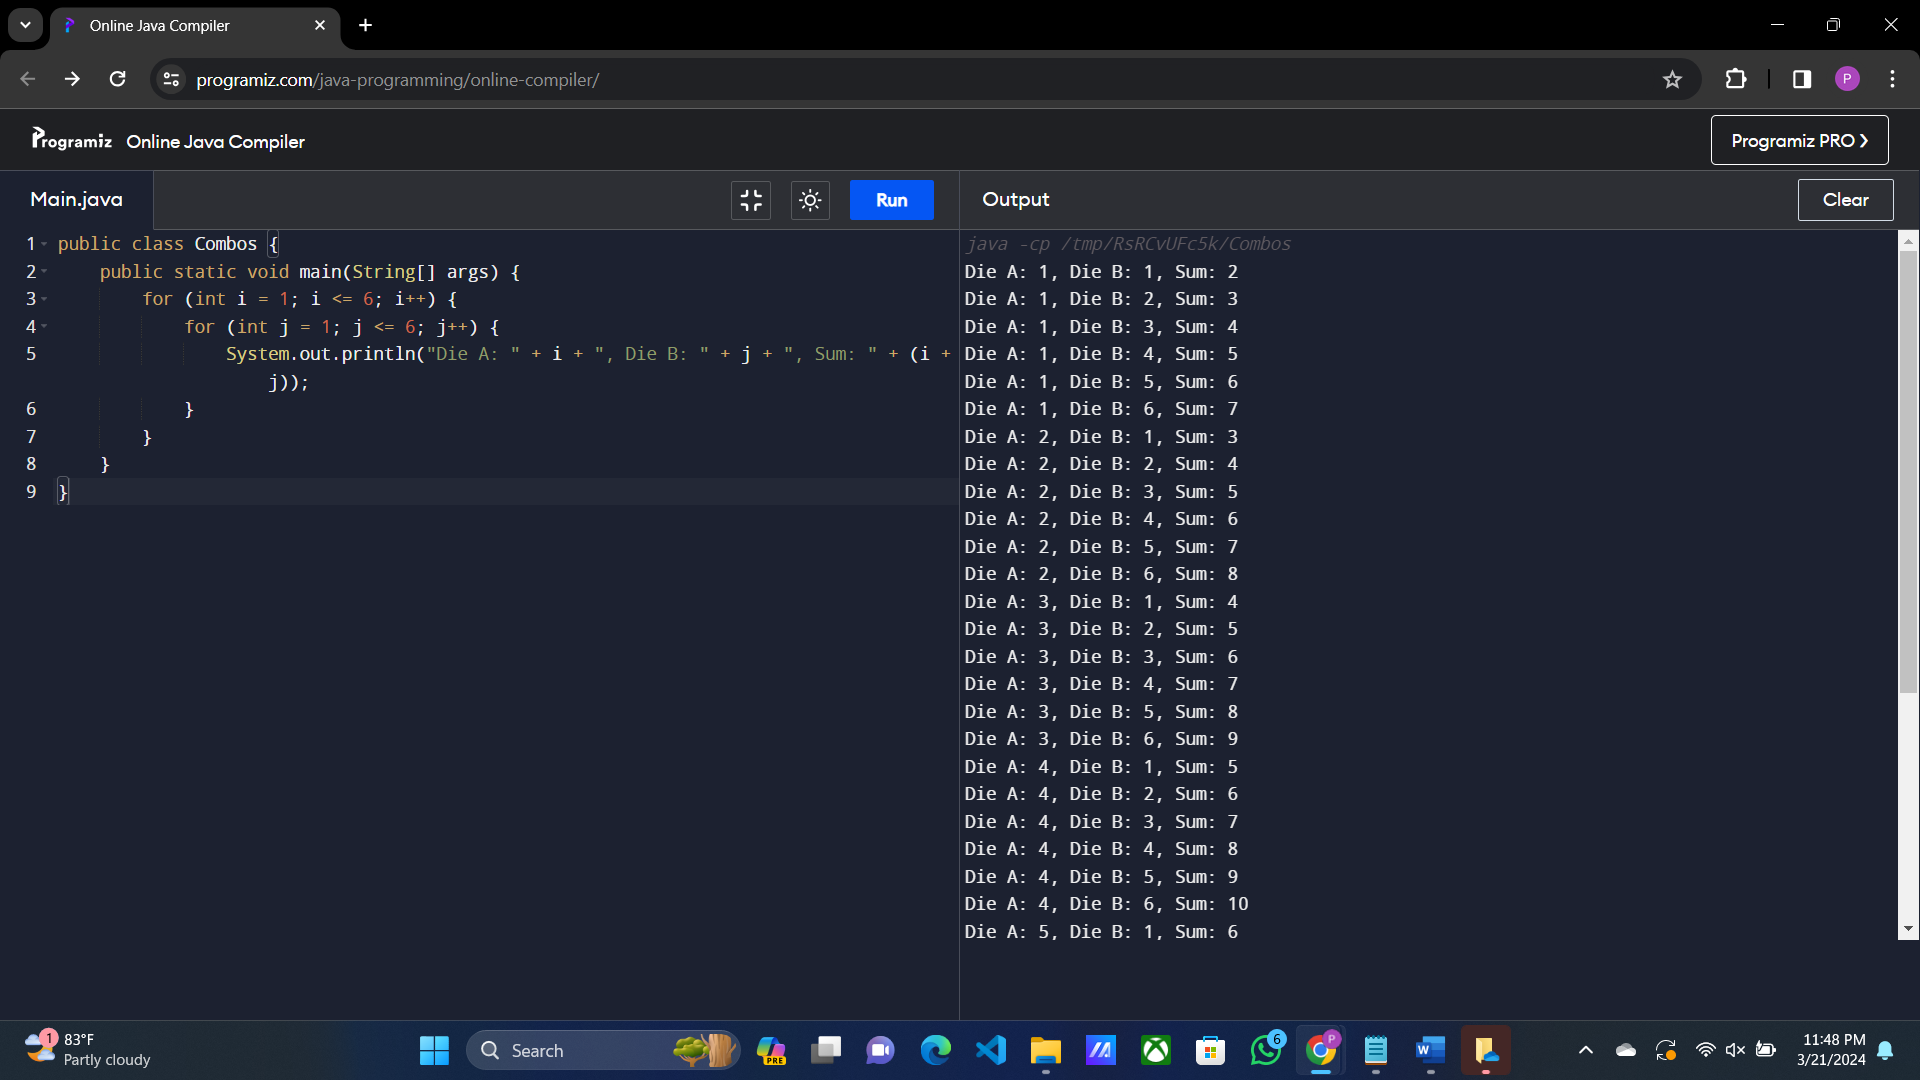 Online Java Compiler
programiz.com/java-programming/online-compiler/
P
Programiz Online Java Compiler
Programiz PRO
Main.java
Run
Output
Clear
1 public class Combos {
2 public static void main(String[] args) {
3 for (int i = 1; i <= 6; i++) {
4 for (int j = 1; j <= 6; j++) {
5 System.out.println("Die A: " + i + ", Die B: " + j + ", Sum: " + (i +
j));
6 }
7 }
8 }
9 }
java -cp /tmp/RsRCvUFc5k/Combos
Die A: 1, Die B: 1, Sum: 2
Die A: 1, Die B: 2, Sum: 3
Die A: 1, Die B: 3, Sum: 4
Die A: 1, Die B: 4, Sum: 5
Die A: 1, Die B: 5, Sum: 6
Die A: 1, Die B: 6, Sum: 7
Die A: 2, Die B: 1, Sum: 3
Die A: 2, Die B: 2, Sum: 4
Die A: 2, Die B: 3, Sum: 5
Die A: 2, Die B: 4, Sum: 6
Die A: 2, Die B: 5, Sum: 7
Die A: 2, Die B: 6, Sum: 8
Die A: 3, Die B: 1, Sum: 4
Die A: 3, Die B: 2, Sum: 5
Die A: 3, Die B: 3, Sum: 6
Die A: 3, Die B: 4, Sum: 7
Die A: 3, Die B: 5, Sum: 8
Die A: 3, Die B: 6, Sum: 9
Die A: 4, Die B: 1, Sum: 5
Die A: 4, Die B: 2, Sum: 6
Die A: 4, Die B: 3, Sum: 7
Die A: 4, Die B: 4, Sum: 8
Die A: 4, Die B: 5, Sum: 9
Die A: 4, Die B: 6, Sum: 10
Die A: 5, Die B: 1, Sum: 6
1
83°F
Partly cloudy
Search
PRE
6
P
W
11:48 PM
3/21/2024